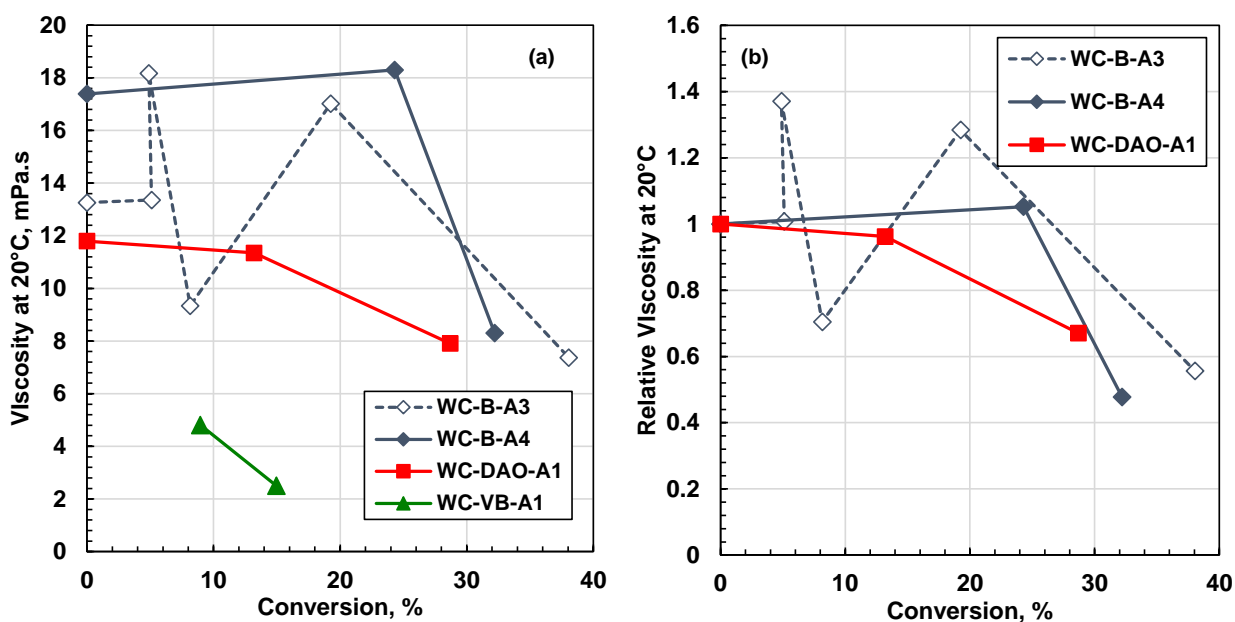 VIscosity at 20°C, mPa.s
20
18
16
14
12
10
8
6
4
2
0
(a)
WC-B-A3
WC-B-A4
WC-DAO-A1
WC-VB-A1
0
10
20
30
40
Conversion, %
Relative VIscosity at 20°C
1.6
1.4
1.2
1
0.8
0.6
0.4
0.2
0
(b)
WC-B-A3
WC-B-A4
WC-DAO-A1
0
10
20
30
40
Conversion, %